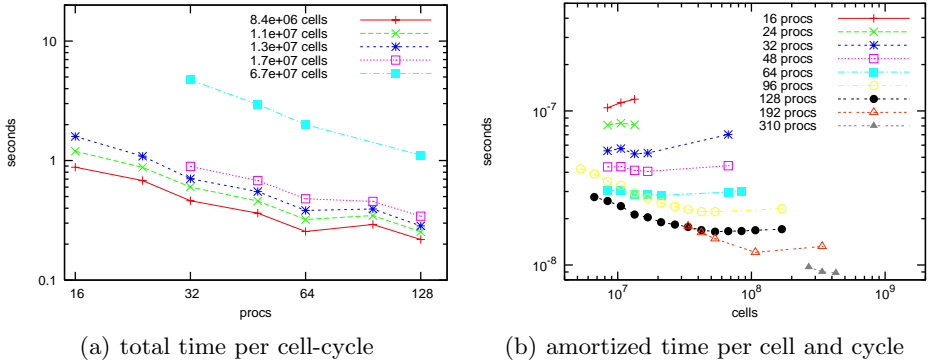 10
1
0.1
seconds
16
32
64
128
procs
8.4e+06 cells
1.1e+07 cells
1.3e+07 cells
1.7e+07 cells
6.7e+07 cells
(a) total time per cell-cycle
10^-7
10^-8
seconds
10^7
10^8
10^9
cells
16 procs
24 procs
32 procs
48 procs
64 procs
96 procs
128 procs
192 procs
310 procs
(b) amortized time per cell and cycle